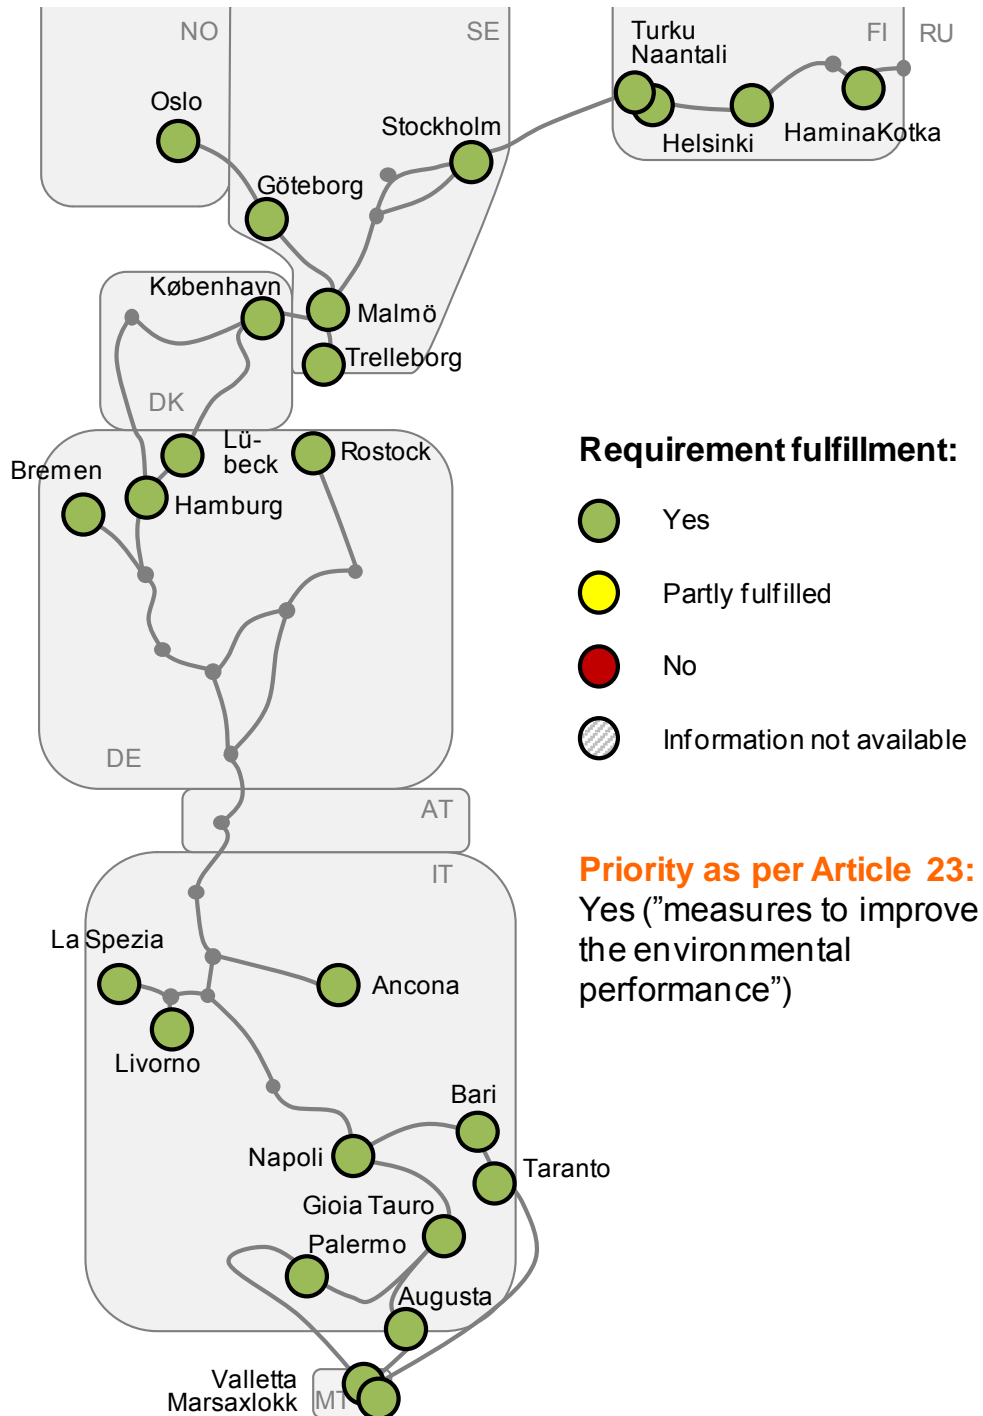 NO
SE
FI
RU
Turku
Naantali
Oslo
Stockholm
Helsinki
HaminaKotka
Göteborg
København
Malmö
Trelleborg
DK
Lü-
beck
Rostock
Bremen
Hamburg
DE
Requirement fulfillment:
Yes
Partly fulfilled
No
Information not available
AT
IT
Priority as per Article 23:
Yes (”measures to improve
the environmental
performance”)
La Spezia
Ancona
Livorno
Bari
Napoli
Taranto
Gioia Tauro
Palermo
Augusta
Valletta
Marsaxlokk
MT